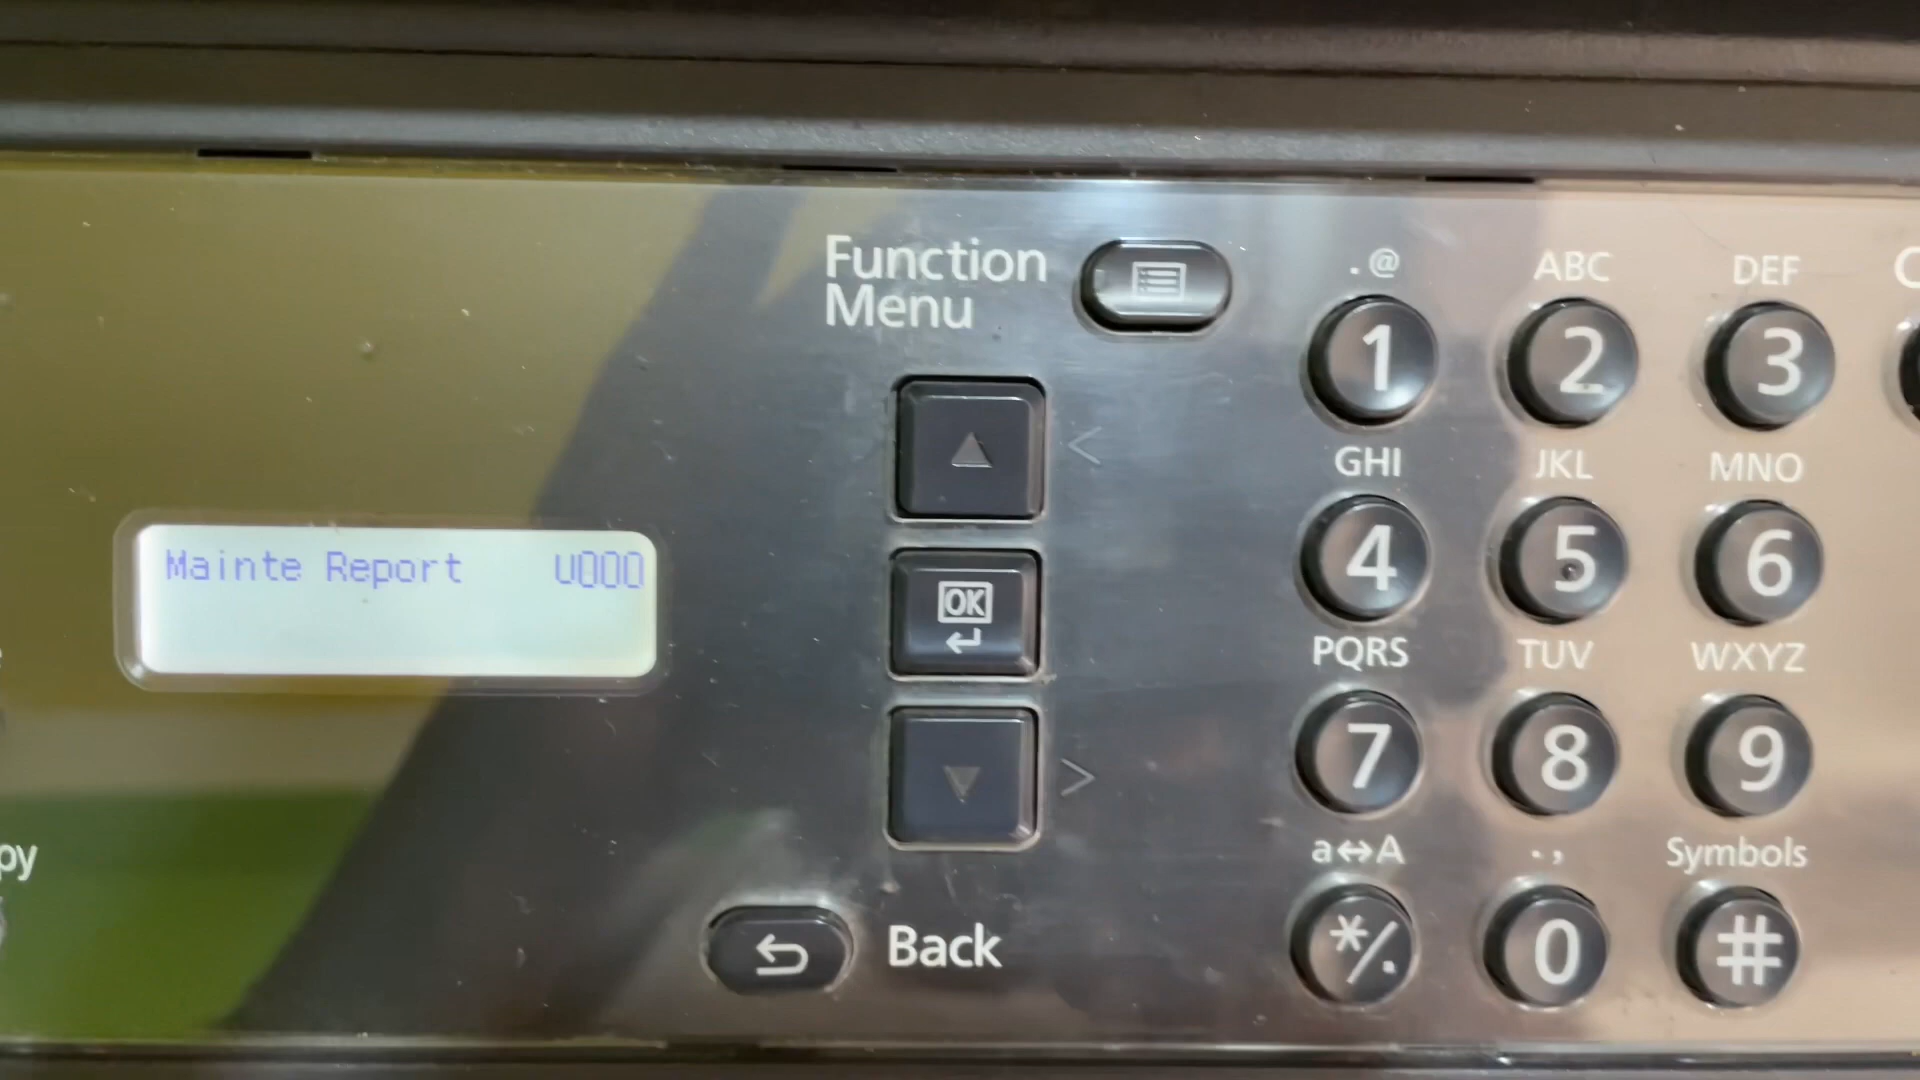 Function
Menu
.@
ABC
DEF
1
2
3
<
GHI
JKL
MNO
Mainte Report U000
OK
4
5
6
PQRS
TUV
WXYZ
>
7
8
9
py
a↔A
.,
Symbols
Back
*/.
0
#